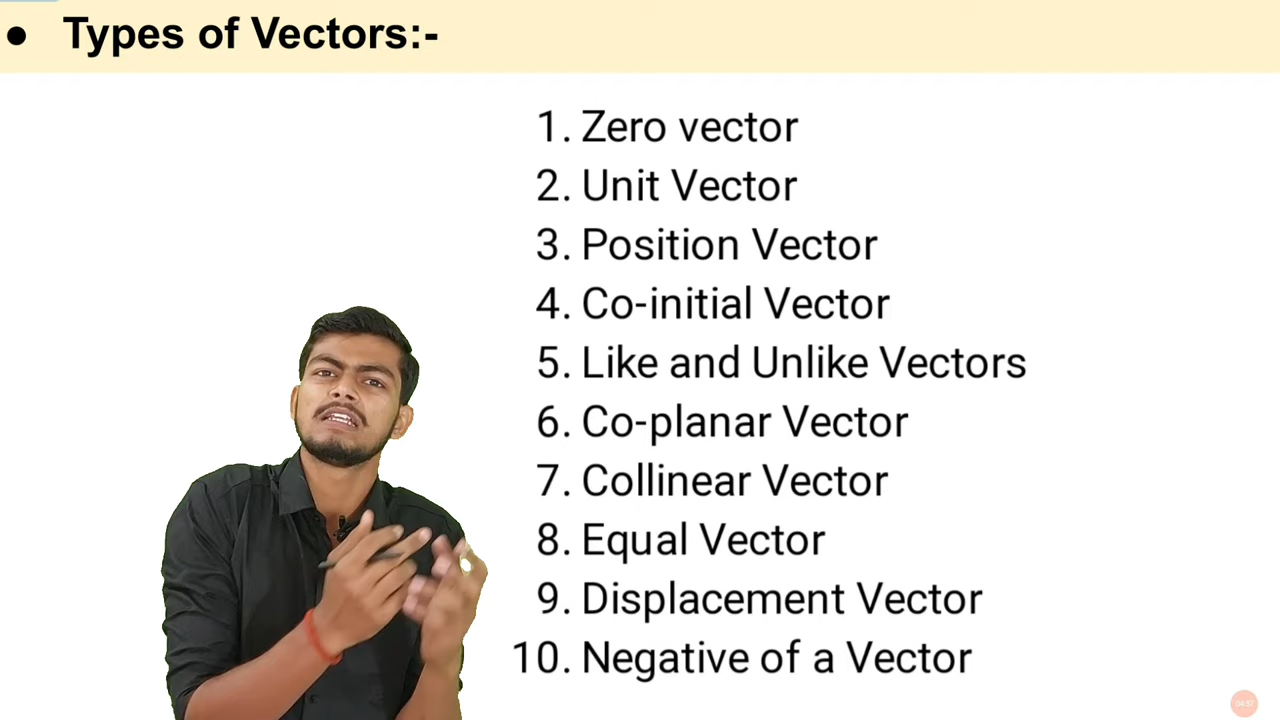 ● Types of Vectors:-
1. Zero vector
2. Unit Vector
3. Position Vector
4. Co-initial Vector
5. Like and Unlike Vectors
6. Co-planar Vector
7. Collinear Vector
8. Equal Vector
9. Displacement Vector
10. Negative of a Vector
04:57